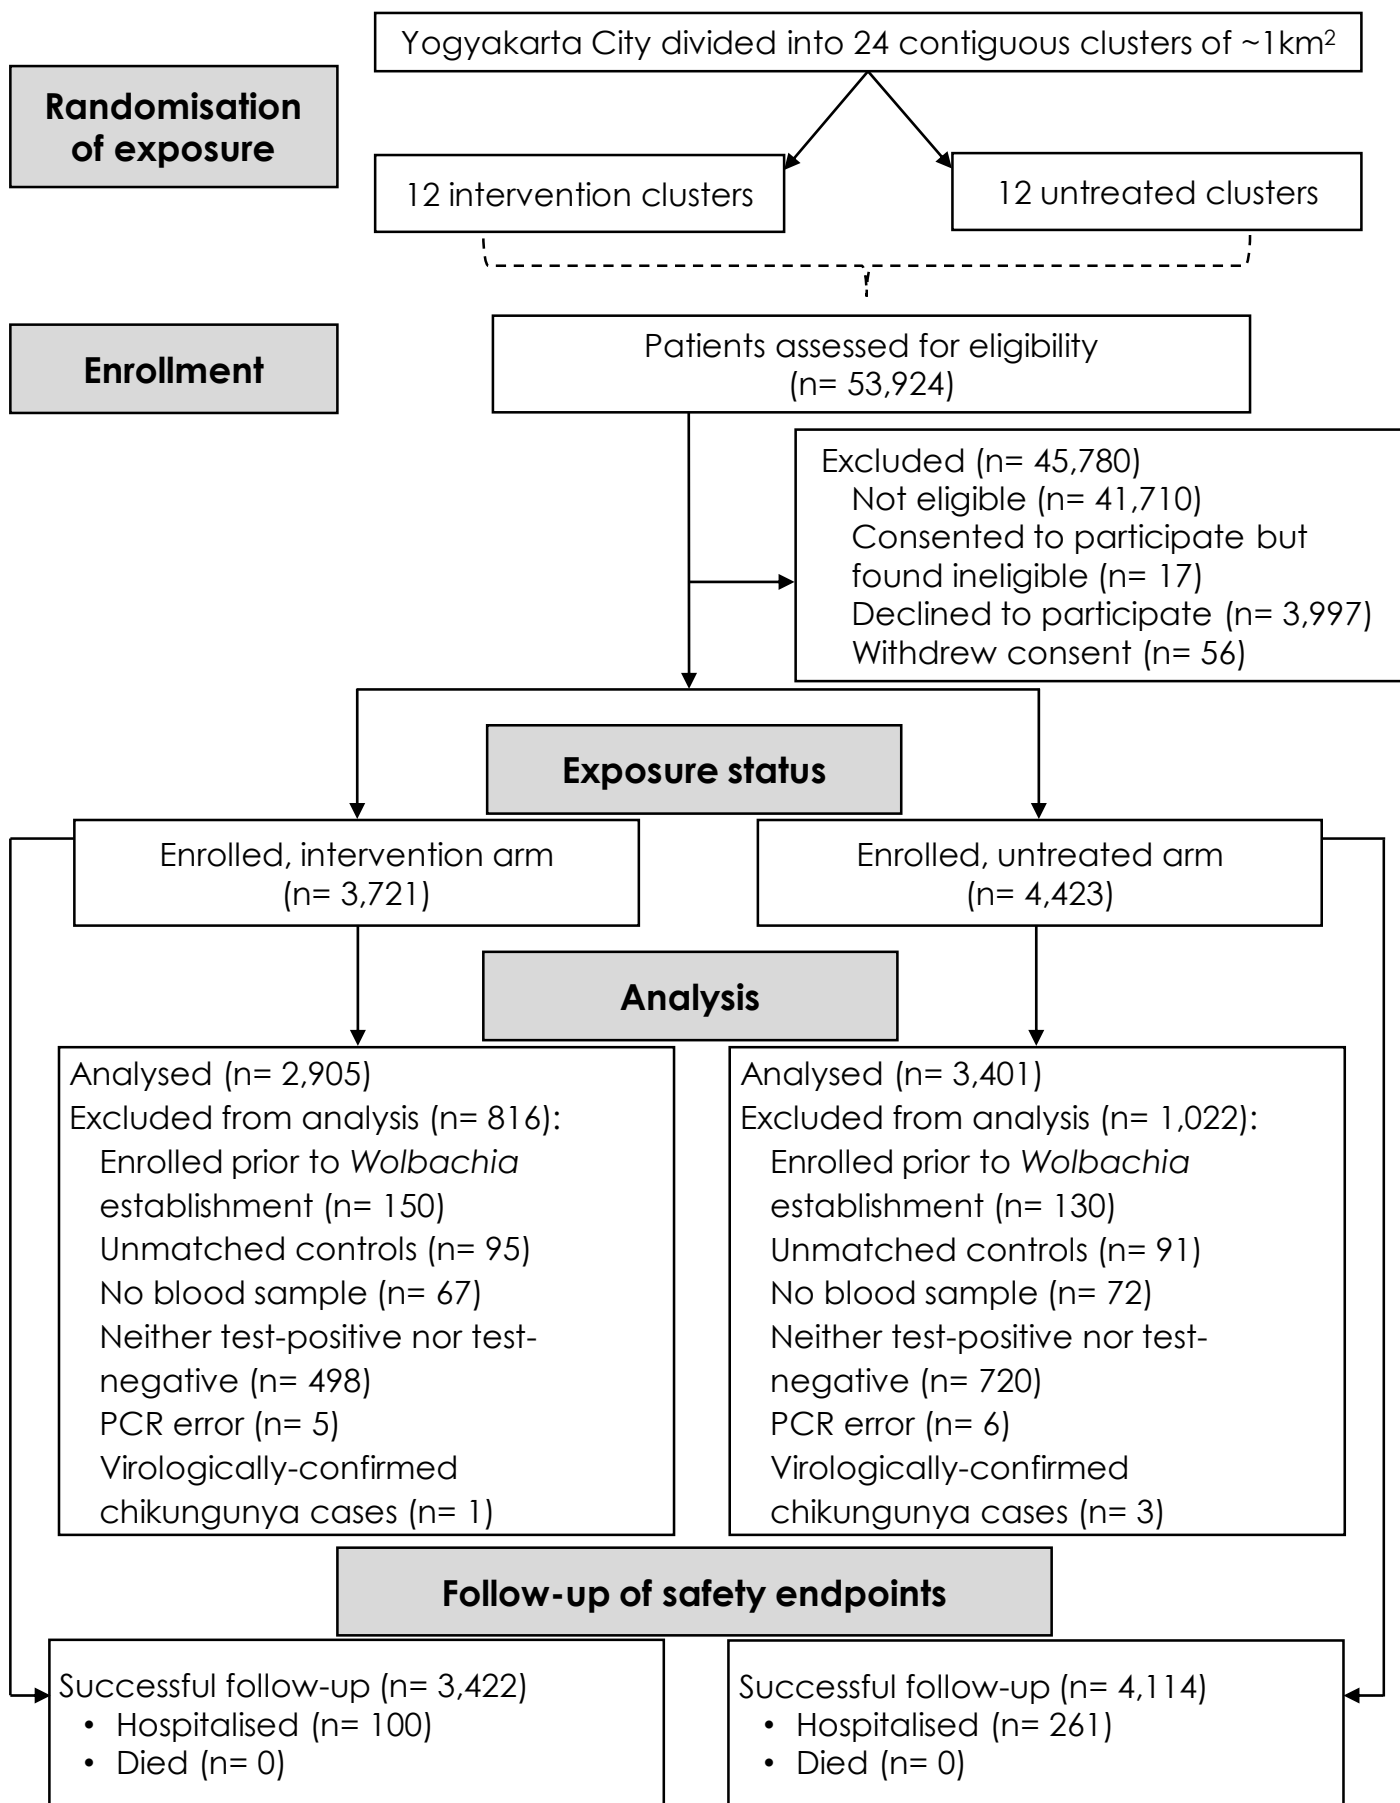 Yogyakarta City divided into 24 contiguous clusters of ~1km²
Randomisation
of exposure
12 intervention clusters
12 untreated clusters
Enrollment
Patients assessed for eligibility
(n= 53,924)
Excluded (n= 45,780)
Not eligible (n= 41,710)
Consented to participate but
found ineligible (n= 17)
Declined to participate (n= 3,997)
Withdrew consent (n= 56)
Exposure status
Enrolled, intervention arm
(n= 3,721)
Enrolled, untreated arm
(n= 4,423)
Analysis
Analysed (n= 2,905)
Excluded from analysis (n= 816):
Enrolled prior to Wolbachia
establishment (n= 150)
Unmatched controls (n= 95)
No blood sample (n= 67)
Neither test-positive nor test-
negative (n= 498)
PCR error (n= 5)
Virologically-confirmed
chikungunya cases (n= 1)
Analysed (n= 3,401)
Excluded from analysis (n= 1,022):
Enrolled prior to Wolbachia
establishment (n= 130)
Unmatched controls (n= 91)
No blood sample (n= 72)
Neither test-positive nor test-
negative (n= 720)
PCR error (n= 6)
Virologically-confirmed
chikungunya cases (n= 3)
Follow-up of safety endpoints
Successful follow-up (n= 3,422)
• Hospitalised (n= 100)
• Died (n= 0)
Successful follow-up (n= 4,114)
• Hospitalised (n= 261)
• Died (n= 0)